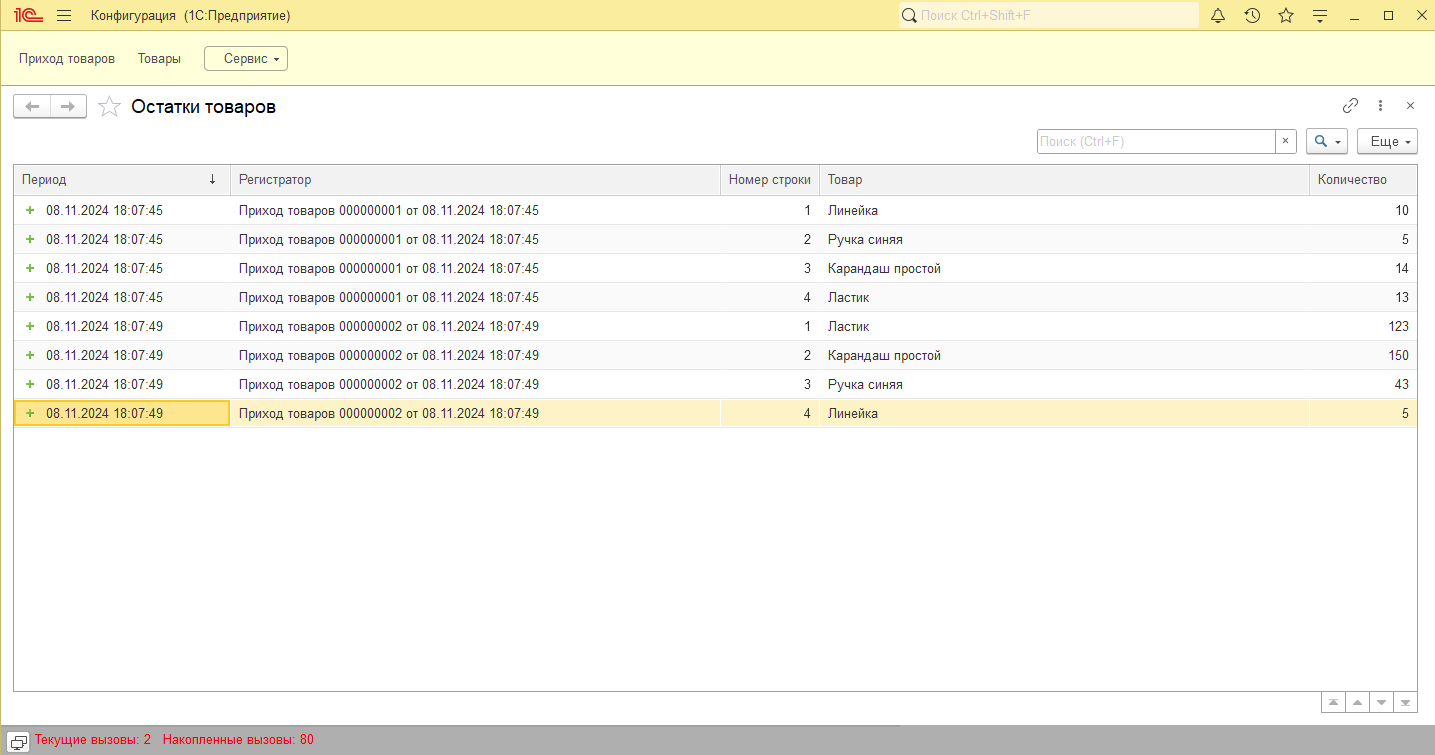 1С Конфигурация (1С:Предприятие) Поиск Ctrl+Shift+F
Приход товаров Товары Сервис
Остатки товаров
Поиск (Ctrl+F) × Еще
Период ↓ Регистратор Номер строки Товар Количество
+ 08.11.2024 18:07:45 Приход товаров 000000001 от 08.11.2024 18:07:45 1 Линейка 10
+ 08.11.2024 18:07:45 Приход товаров 000000001 от 08.11.2024 18:07:45 2 Ручка синяя 5
+ 08.11.2024 18:07:45 Приход товаров 000000001 от 08.11.2024 18:07:45 3 Карандаш простой 14
+ 08.11.2024 18:07:45 Приход товаров 000000001 от 08.11.2024 18:07:45 4 Ластик 13
+ 08.11.2024 18:07:49 Приход товаров 000000002 от 08.11.2024 18:07:49 1 Ластик 123
+ 08.11.2024 18:07:49 Приход товаров 000000002 от 08.11.2024 18:07:49 2 Карандаш простой 150
+ 08.11.2024 18:07:49 Приход товаров 000000002 от 08.11.2024 18:07:49 3 Ручка синяя 43
+ 08.11.2024 18:07:49 Приход товаров 000000002 от 08.11.2024 18:07:49 4 Линейка 5
Текущие вызовы: 2 Накопленные вызовы: 80